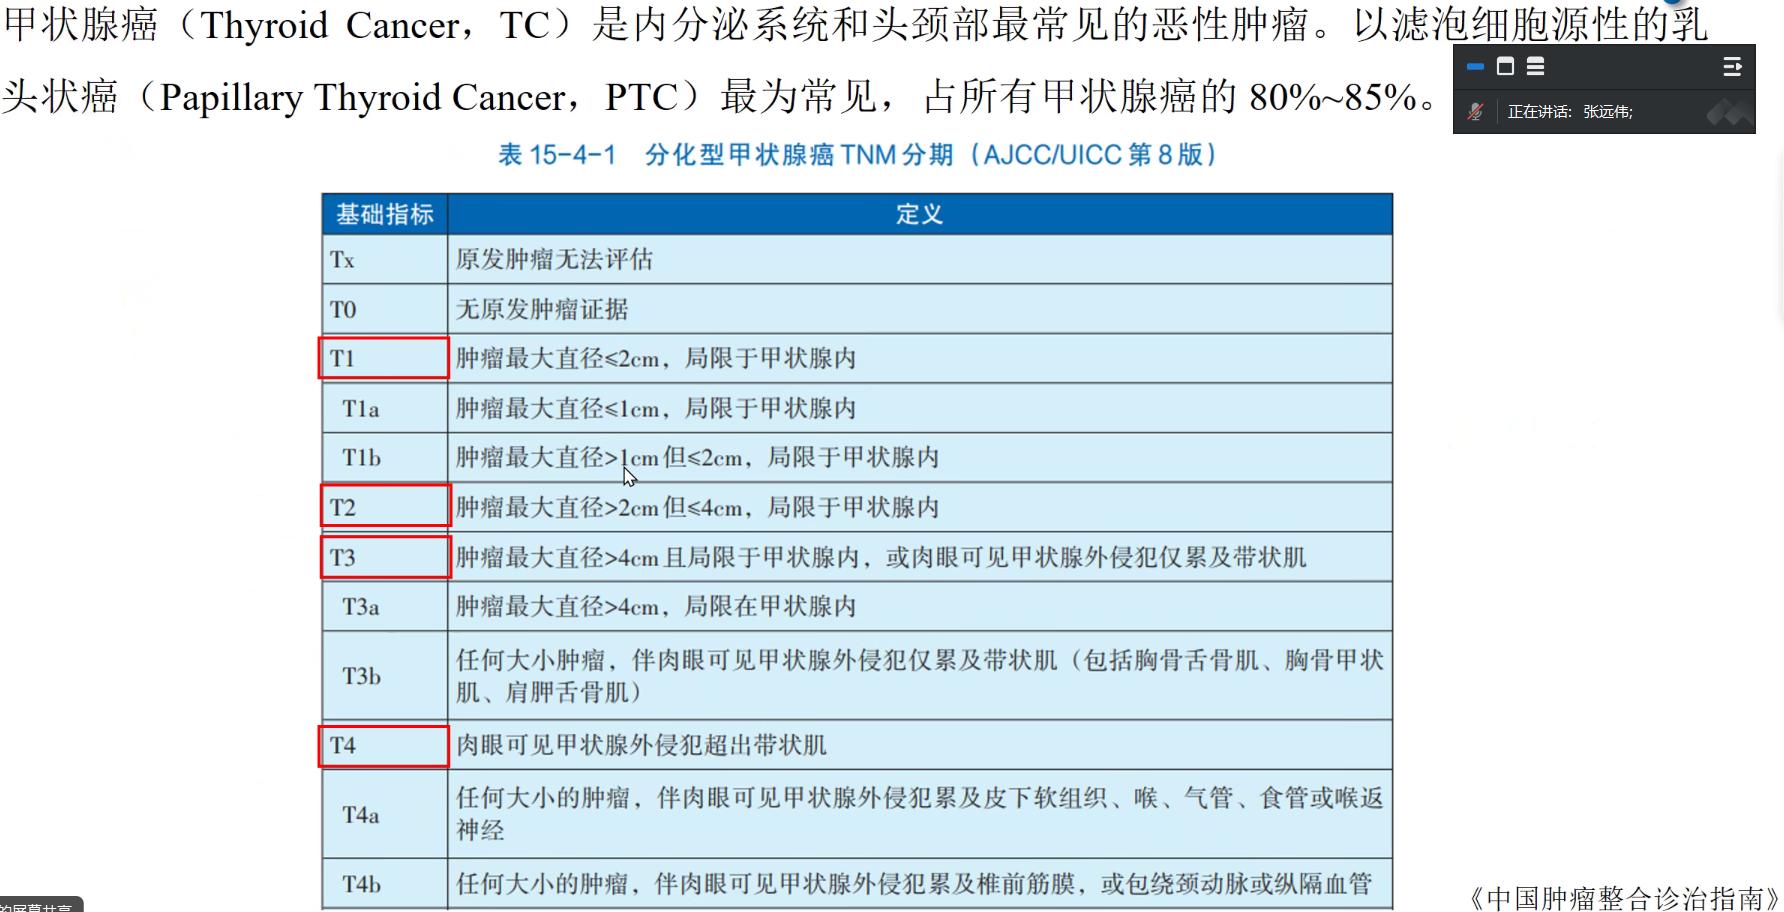 甲状腺癌（Thyroid Cancer，TC）是内分泌系统和头颈部最常见的恶性肿瘤。以滤泡细胞源性的乳
头状癌（Papillary Thyroid Cancer，PTC）最为常见，占所有甲状腺癌的 80%~85%。
正在讲话: 张远伟;
表 15-4-1 分化型甲状腺癌 TNM 分期（AJCC/UICC 第 8 版）
基础指标 定义
Tx 原发肿瘤无法评估
T0 无原发肿瘤证据
T1 肿瘤最大直径≤2cm，局限于甲状腺内
T1a 肿瘤最大直径≤1cm，局限于甲状腺内
T1b 肿瘤最大直径>1cm 但≤2cm，局限于甲状腺内
T2 肿瘤最大直径>2cm 但≤4cm，局限于甲状腺内
T3 肿瘤最大直径>4cm 且局限于甲状腺内，或肉眼可见甲状腺外侵犯仅累及带状肌
T3a 肿瘤最大直径>4cm，局限在甲状腺内
T3b 任何大小肿瘤，伴肉眼可见甲状腺外侵犯仅累及带状肌（包括胸骨舌骨肌、胸骨甲状
肌、肩胛舌骨肌）
T4 肉眼可见甲状腺外侵犯超出带状肌
T4a 任何大小的肿瘤，伴肉眼可见甲状腺外侵犯累及皮下软组织、喉、气管、食管或喉返
神经
T4b 任何大小的肿瘤，伴肉眼可见甲状腺外侵犯累及椎前筋膜，或包绕颈动脉或纵隔血管
的屏幕共享
《中国肿瘤整合诊治指南》